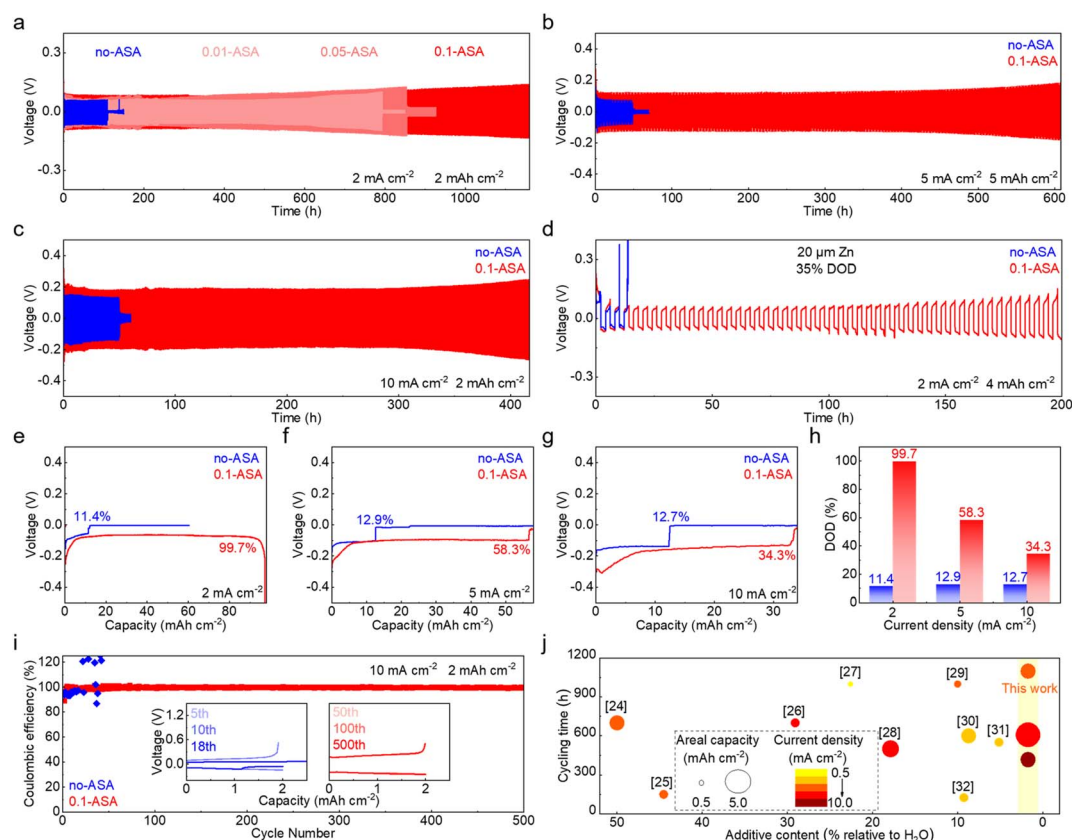 a
no-ASA 0.01-ASA 0.05-ASA 0.1-ASA
0.3
0.0
-0.3
Voltage (V)
2 mA cm⁻² 2 mAh cm⁻²
0 200 400 600 800 1000
Time (h)
b
no-ASA
0.1-ASA
0.4
0.2
0.0
-0.2
-0.4
Voltage (V)
5 mA cm⁻² 5 mAh cm⁻²
0 100 200 300 400 500 600
Time (h)
c
no-ASA
0.1-ASA
0.4
0.2
0.0
-0.2
-0.4
Voltage (V)
10 mA cm⁻² 2 mAh cm⁻²
0 100 200 300 400
Time (h)
d
20 µm Zn
35% DOD
no-ASA
0.1-ASA
0.3
0.0
-0.3
Voltage (V)
2 mA cm⁻² 4 mAh cm⁻²
0 50 100 150 200
Time (h)
e
no-ASA
0.1-ASA
0.4
0.2
0.0
-0.2
-0.4
Voltage (V)
11.4%
99.7%
2 mA cm⁻²
0 20 40 60 80
Capacity (mAh cm⁻²)
f
no-ASA
0.1-ASA
0.4
0.2
0.0
-0.2
-0.4
Voltage (V)
12.9%
58.3%
5 mA cm⁻²
0 10 20 30 40 50
Capacity (mAh cm⁻²)
g
no-ASA
0.1-ASA
0.4
0.2
0.0
-0.2
-0.4
Voltage (V)
12.7%
34.3%
10 mA cm⁻²
0 10 20 30
Capacity (mAh cm⁻²)
h
100
80
60
40
20
0
DOD (%)
99.7
58.3
34.3
11.4 12.9 12.7
2 5 10
Current density (mA cm⁻²)
i
125
100
75
50
25
0
Coulombic efficiency (%)
10 mA cm⁻² 2 mAh cm⁻²
no-ASA
0.1-ASA
5th
10th
18th
50th
100th
500th
1.2
0.6
0.0
Voltage (V)
0 1 2 0 1 2
Capacity (mAh cm⁻²)
0 100 200 300 400 500
Cycle Number
j
1200
900
600
300
0
Cycling time (h)
[24]
[25]
[26]
[27]
[28]
[29]
[30]
[31]
[32]
This work
Areal capacity
(mAh cm⁻²)
0.5 5.0
Current density
(mA cm⁻²)
0.5
10.0
50 40 30 20 10 0
Additive content (% relative to H₂O)